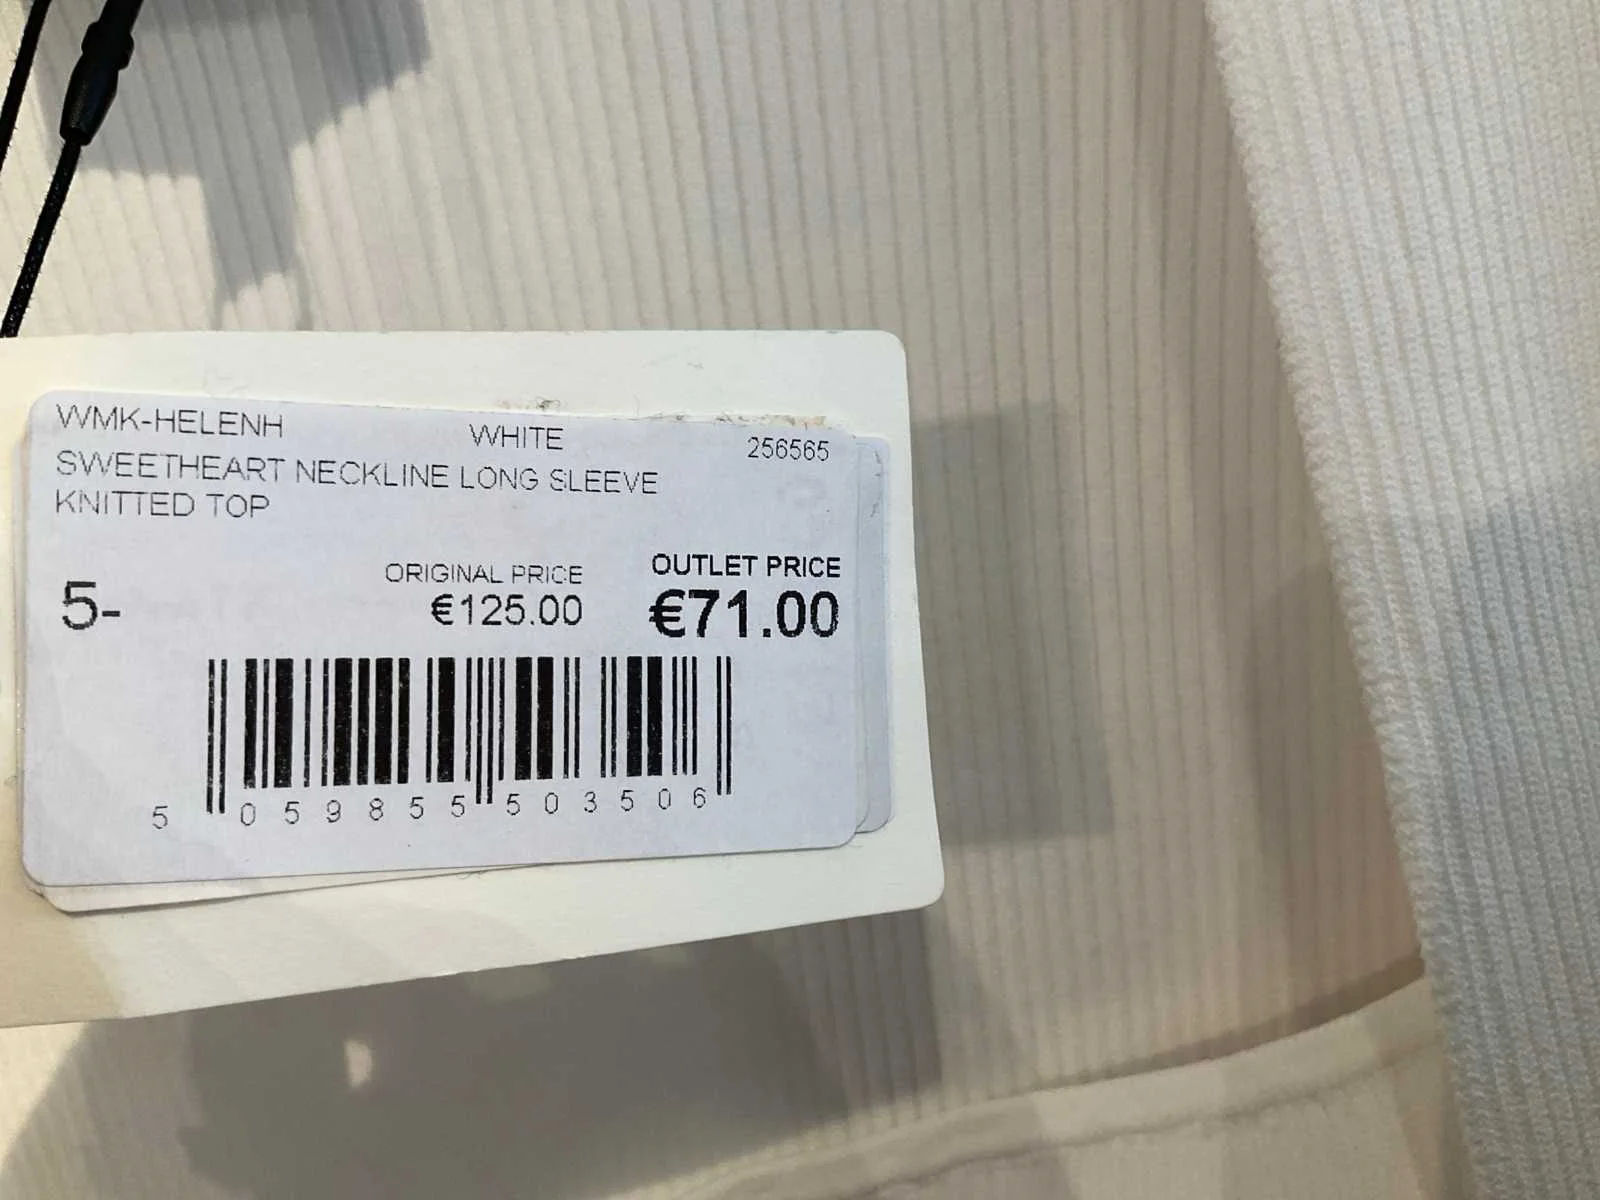 WMK-HELENH WHITE 256565
SWEETHEART NECKLINE LONG SLEEVE
KNITTED TOP
5- ORIGINAL PRICE OUTLET PRICE
€125.00 €71.00
5 059855 503506